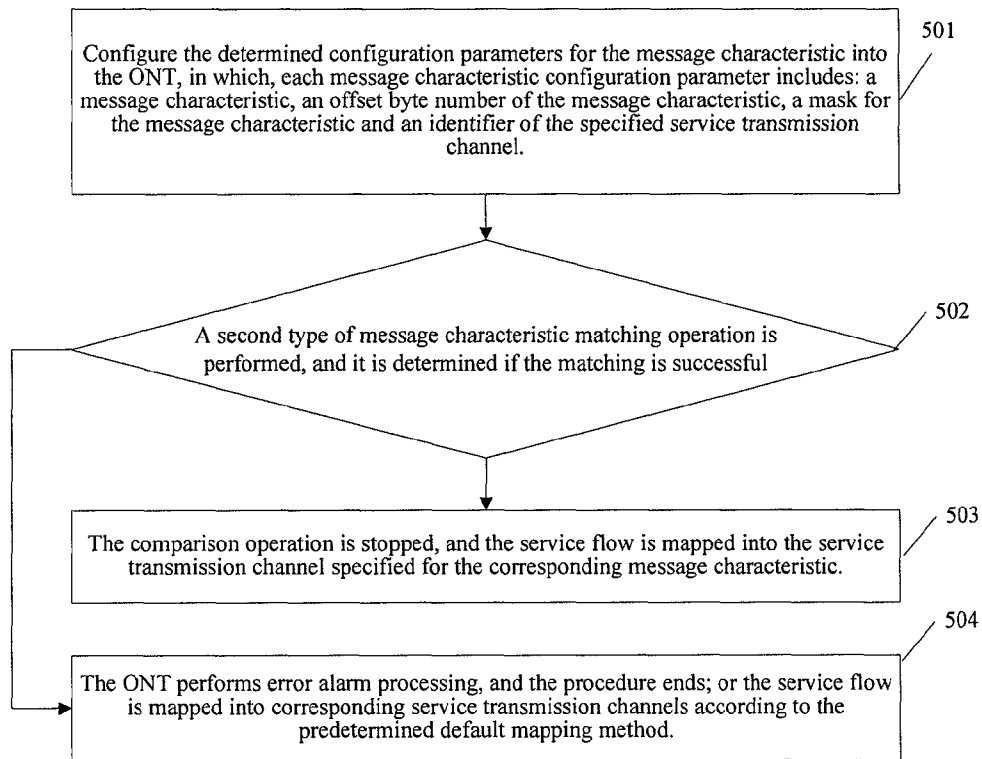 Configure the determined configuration parameters for the message characteristic into
the ONT, in which, each message characteristic configuration parameter includes: a
message characteristic, an offset byte number of the message characteristic, a mask for
the message characteristic and an identifier of the specified service transmission
channel.
501
A second type of message characteristic matching operation is
performed, and it is determined if the matching is successful
502
The comparison operation is stopped, and the service flow is mapped into the service
transmission channel specified for the corresponding message characteristic.
503
The ONT performs error alarm processing, and the procedure ends; or the service flow
is mapped into corresponding service transmission channels according to the
predetermined default mapping method.
504